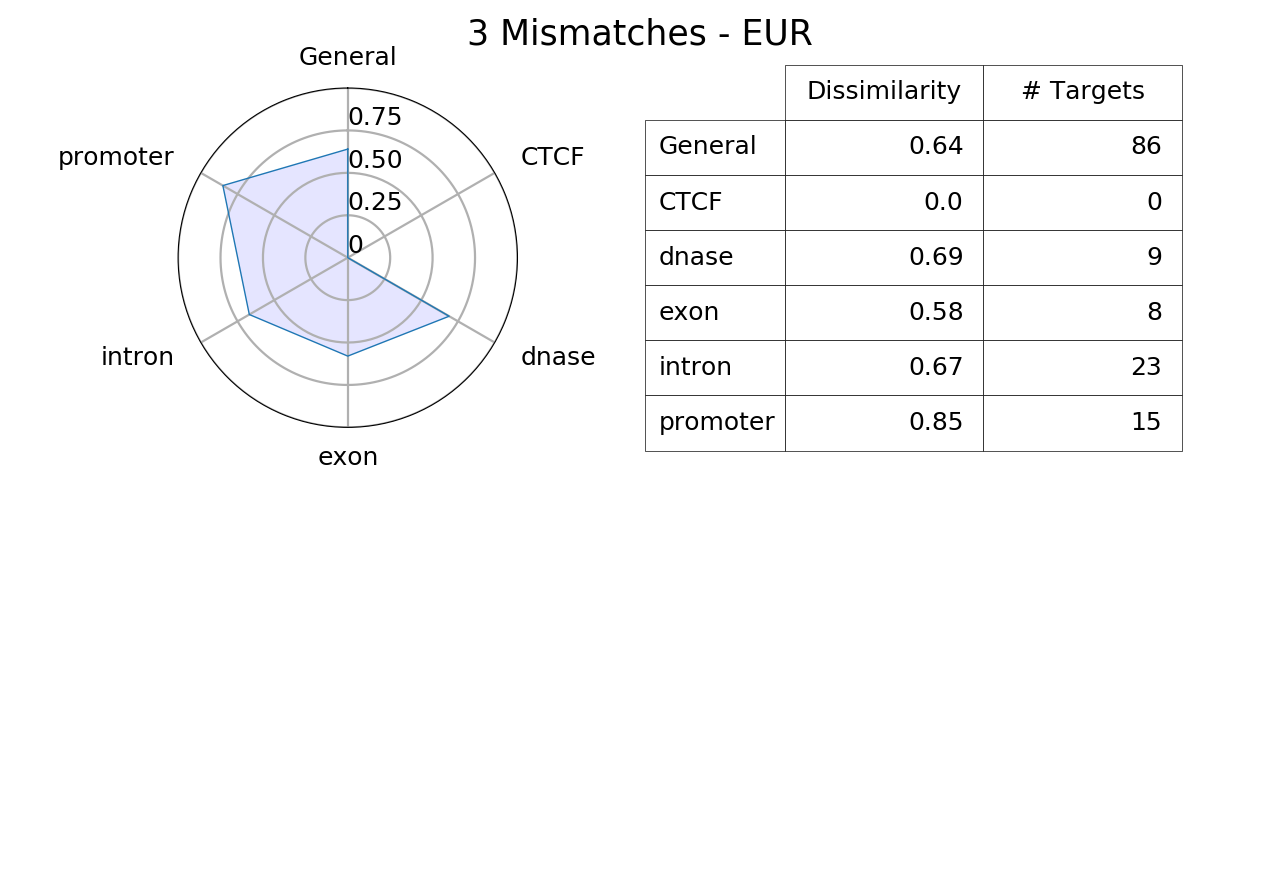 3 Mismatches - EUR
General
CTCF
dnase
exon
intron
promoter
0.75
0.50
0.25
0
Dissimilarity # Targets
General 0.64 86
CTCF 0.0 0
dnase 0.69 9
exon 0.58 8
intron 0.67 23
promoter 0.85 15